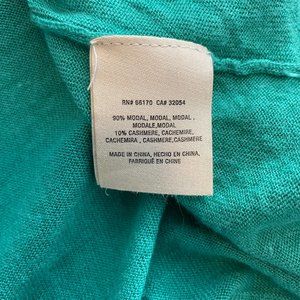 RN# 66170 CA# 32054
90% MODAL, MODAL, MODAL,
MODALE, MODAL
10% CASHMERE, CACHEMIRE,
CACHEMIRA, CASHMERE, CASHMERE
MADE IN CHINA, HECHO EN CHINA,
FABRIQUÉ EN CHINE